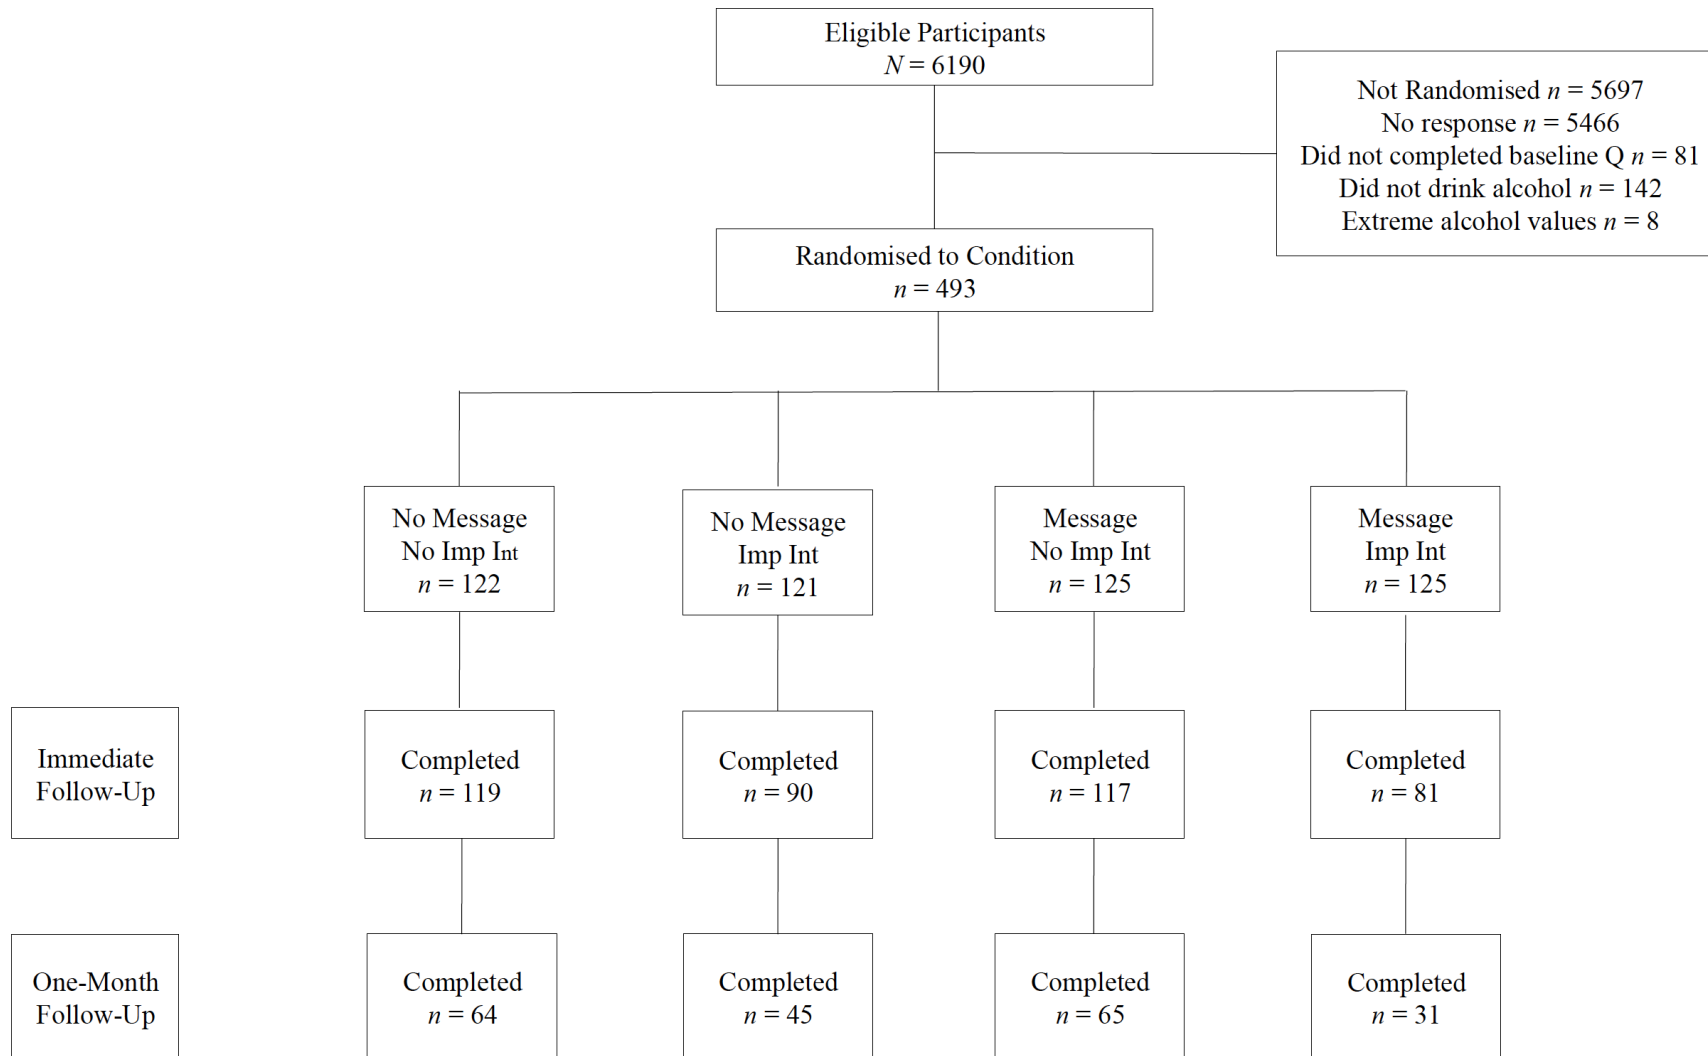 Eligible Participants
N = 6190
Not Randomised n = 5697
No response n = 5466
Did not completed baseline Q n = 81
Did not drink alcohol n = 142
Extreme alcohol values n = 8
Randomised to Condition
n = 493
No Message
No Imp Int
n = 122
No Message
Imp Int
n = 121
Message
No Imp Int
n = 125
Message
Imp Int
n = 125
Immediate
Follow-Up
Completed
n = 119
Completed
n = 90
Completed
n = 117
Completed
n = 81
One-Month
Follow-Up
Completed
n = 64
Completed
n = 45
Completed
n = 65
Completed
n = 31